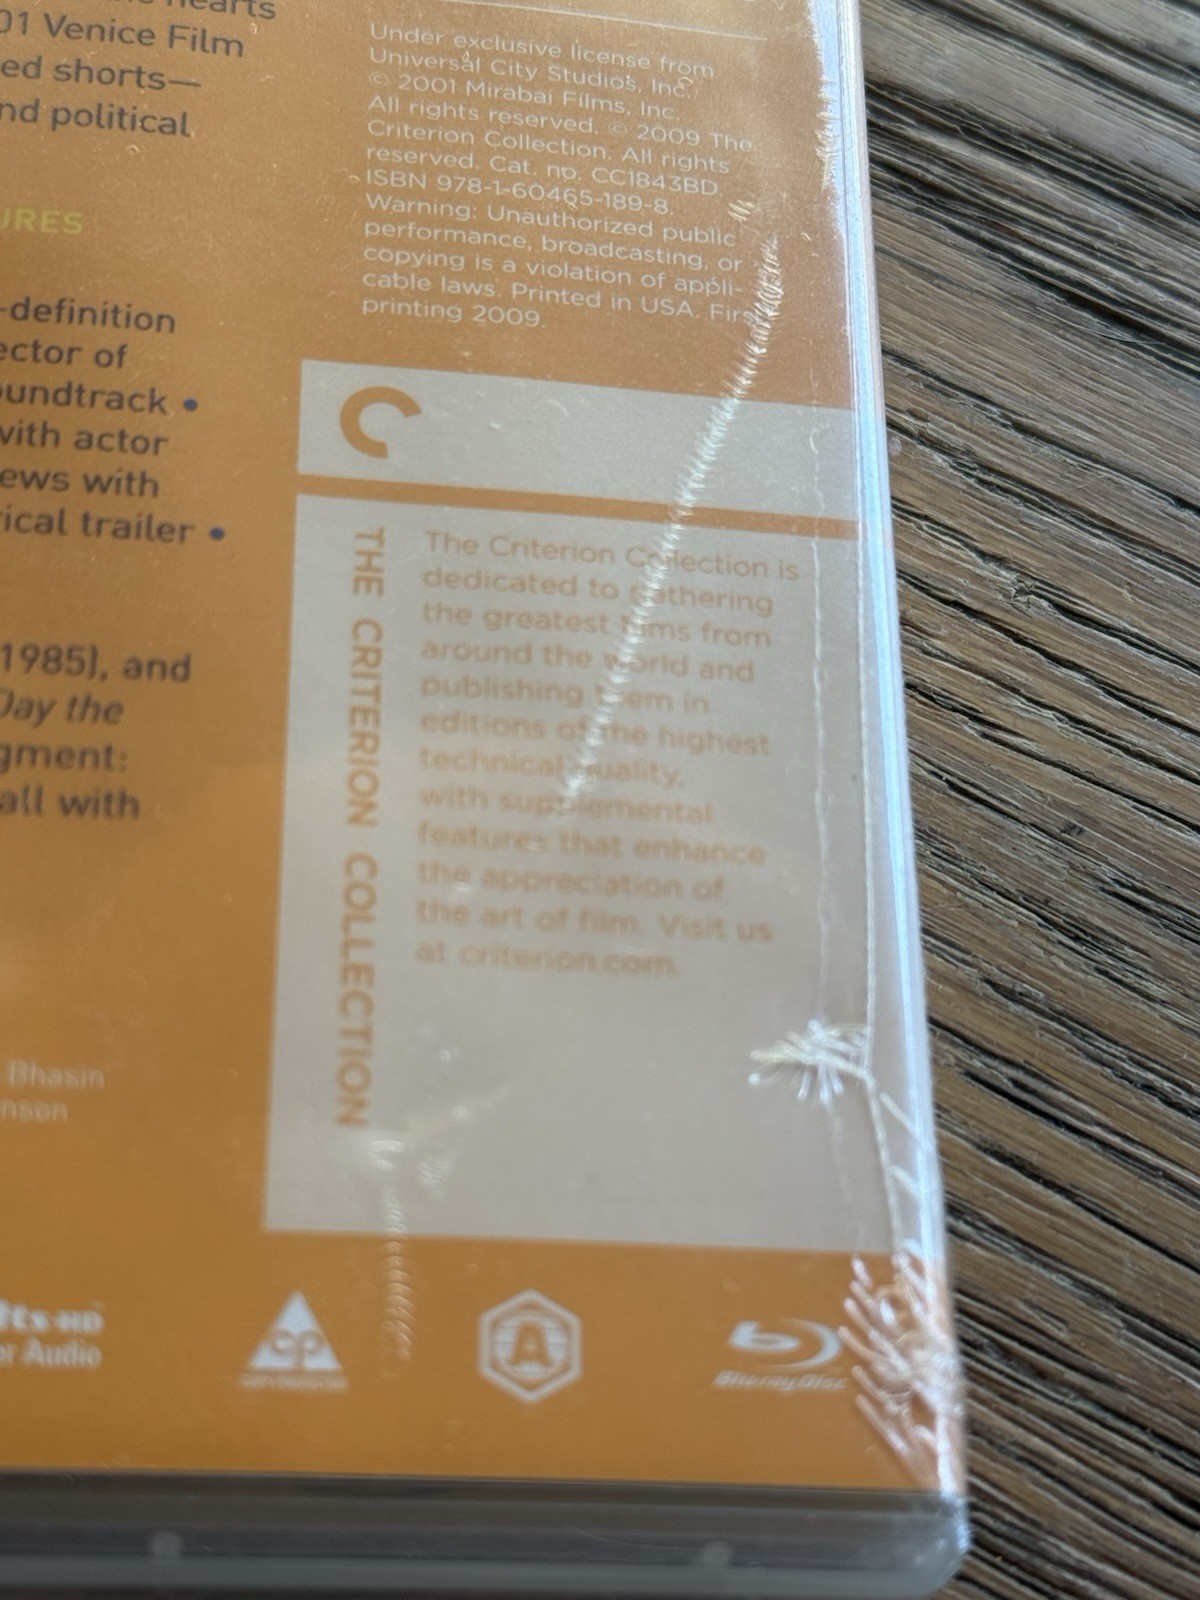 hearts
01 Venice Film
ed shorts—
nd political
URES
-definition
ector of
oundtrack •
with actor
ews with
rical trailer •
1985), and
Day the
gment:
all with
Bhasin
nson
Under exclusive license from
Universal City Studios, Inc.
© 2001 Mirabai Films, Inc.
All rights reserved. © 2009 The
Criterion Collection. All rights
reserved. Cat. no. CC1843BD.
ISBN 978-1-60465-189-8.
Warning: Unauthorized public
performance, broadcasting, or
copying is a violation of appli-
cable laws. Printed in USA. First
printing 2009.
C
THE CRITERION COLLECTION
The Criterion Collection is
dedicated to gathering
the greatest films from
around the world and
publishing them in
editions of the highest
technical quality,
with supplemental
features that enhance
the appreciation of
the art of film. Visit us
at criterion.com.
dts-HD
or Audio
A
Blu-ray Disc